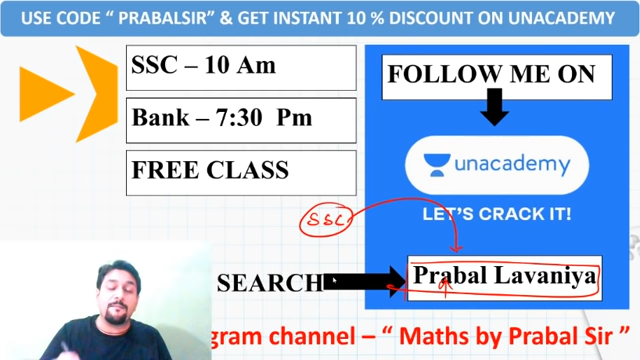 USE CODE “ PRABALSIR” & GET INSTANT 10 % DISCOUNT ON UNACADEMY
SSC – 10 Am
Bank – 7:30 Pm
FREE CLASS
FOLLOW ME ON
unacademy
LET'S CRACK IT!
SSC
SEARCH
Prabal Lavaniya
gram channel – “ Maths by Prabal Sir ”